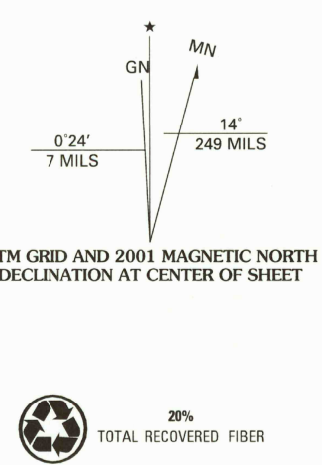 ★
MN
GN
0°24′
14°
7 MILS
249 MILS
TM GRID AND 2001 MAGNETIC NORTH
DECLINATION AT CENTER OF SHEET
20%
TOTAL RECOVERED FIBER